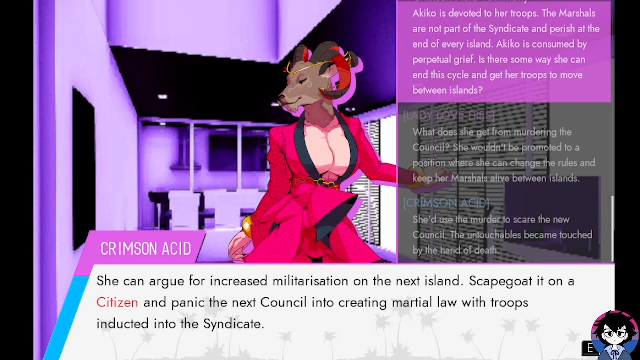 Akiko is devoted to her troops. The Marshals
are not part of the Syndicate and perish at the
end of every island. Akiko is consumed by
perpetual grief. Is there some way she can
end this cycle and get her troops to move
between islands?
[LADY LOVE DIES]
What does she get from murdering the
Council? She wouldn't be promoted to a
position where she can change the rules and
keep her Marshals alive between islands.
[CRIMSON ACID]
She'd use the murder to scare the new
Council. The untouchables became touched
by the hand of death.
CRIMSON ACID
She can argue for increased militarisation on the next island. Scapegoat it on a
Citizen and panic the next Council into creating martial law with troops
inducted into the Syndicate.
E